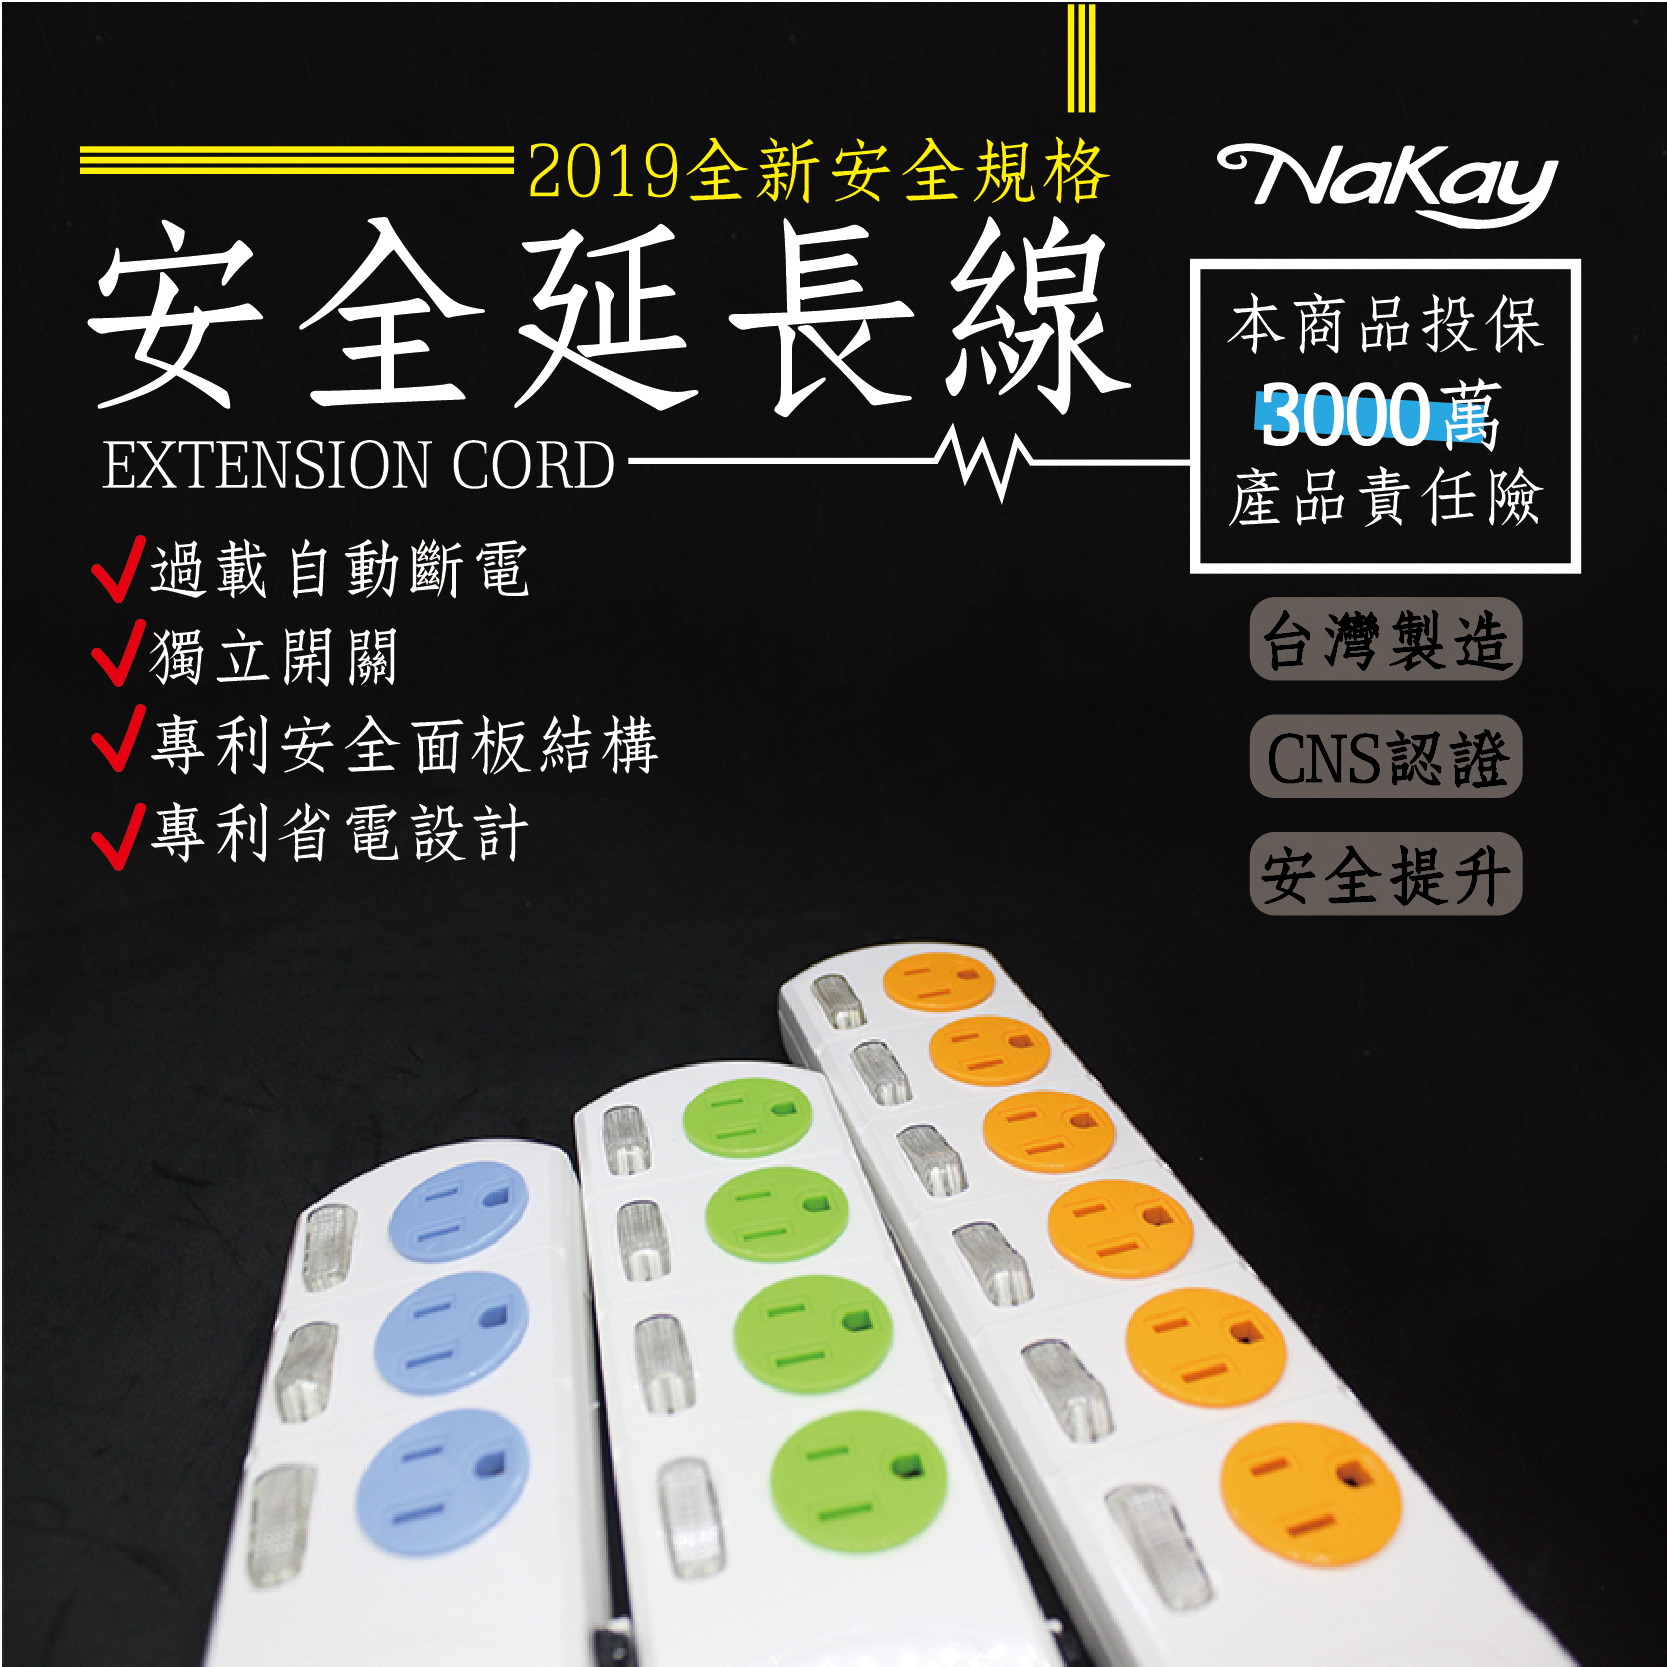 2019全新安全規格
安全延長線
EXTENSION CORD
NaKay
本商品投保
3000萬
產品責任險
過載自動斷電
獨立開關
專利安全面板結構
專利省電設計
台灣製造
CNS認證
安全提升